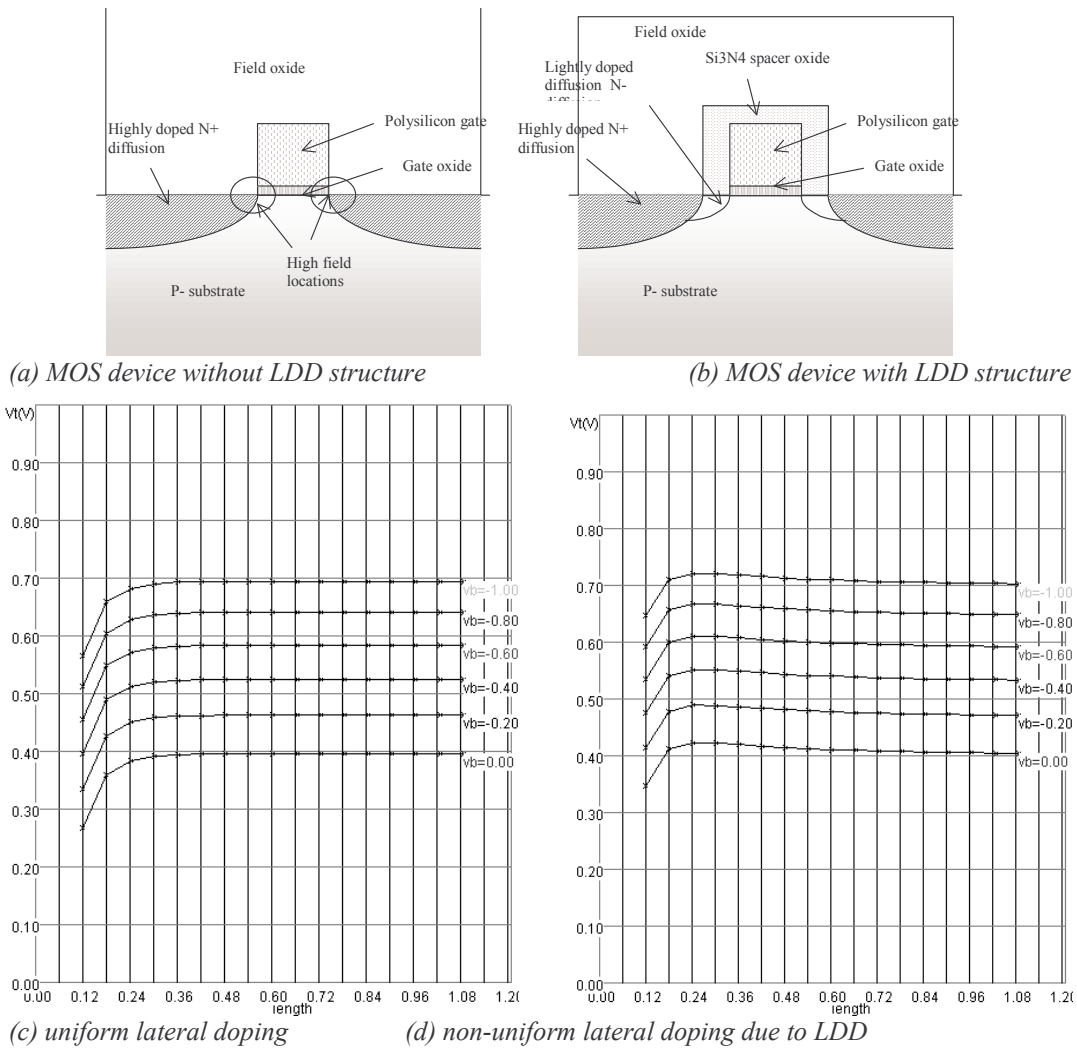 Field oxide
Highly doped N+
diffusion
Polysilicon gate
Gate oxide
High field
locations
P- substrate
Field oxide
Si3N4 spacer oxide
Lightly doped
diffusion N-
Highly doped N+
diffusion
Polysilicon gate
Gate oxide
P- substrate
(a) MOS device without LDD structure
(b) MOS device with LDD structure
Vt(V)
0.90
0.80
0.70
0.60
0.50
0.40
0.30
0.20
0.10
0.00
vb=-1.00
vb=-0.80
vb=-0.60
vb=-0.40
vb=-0.20
vb=0.00
0.00 0.12 0.24 0.36 0.48 0.60 0.72 0.84 0.96 1.08 1.20
length
Vt(V)
0.90
0.80
0.70
0.60
0.50
0.40
0.30
0.20
0.10
0.00
vb=-1.00
vb=-0.80
vb=-0.60
vb=-0.40
vb=-0.20
vb=0.00
0.00 0.12 0.24 0.36 0.48 0.60 0.72 0.84 0.96 1.08 1.20
length
(c) uniform lateral doping
(d) non-uniform lateral doping due to LDD